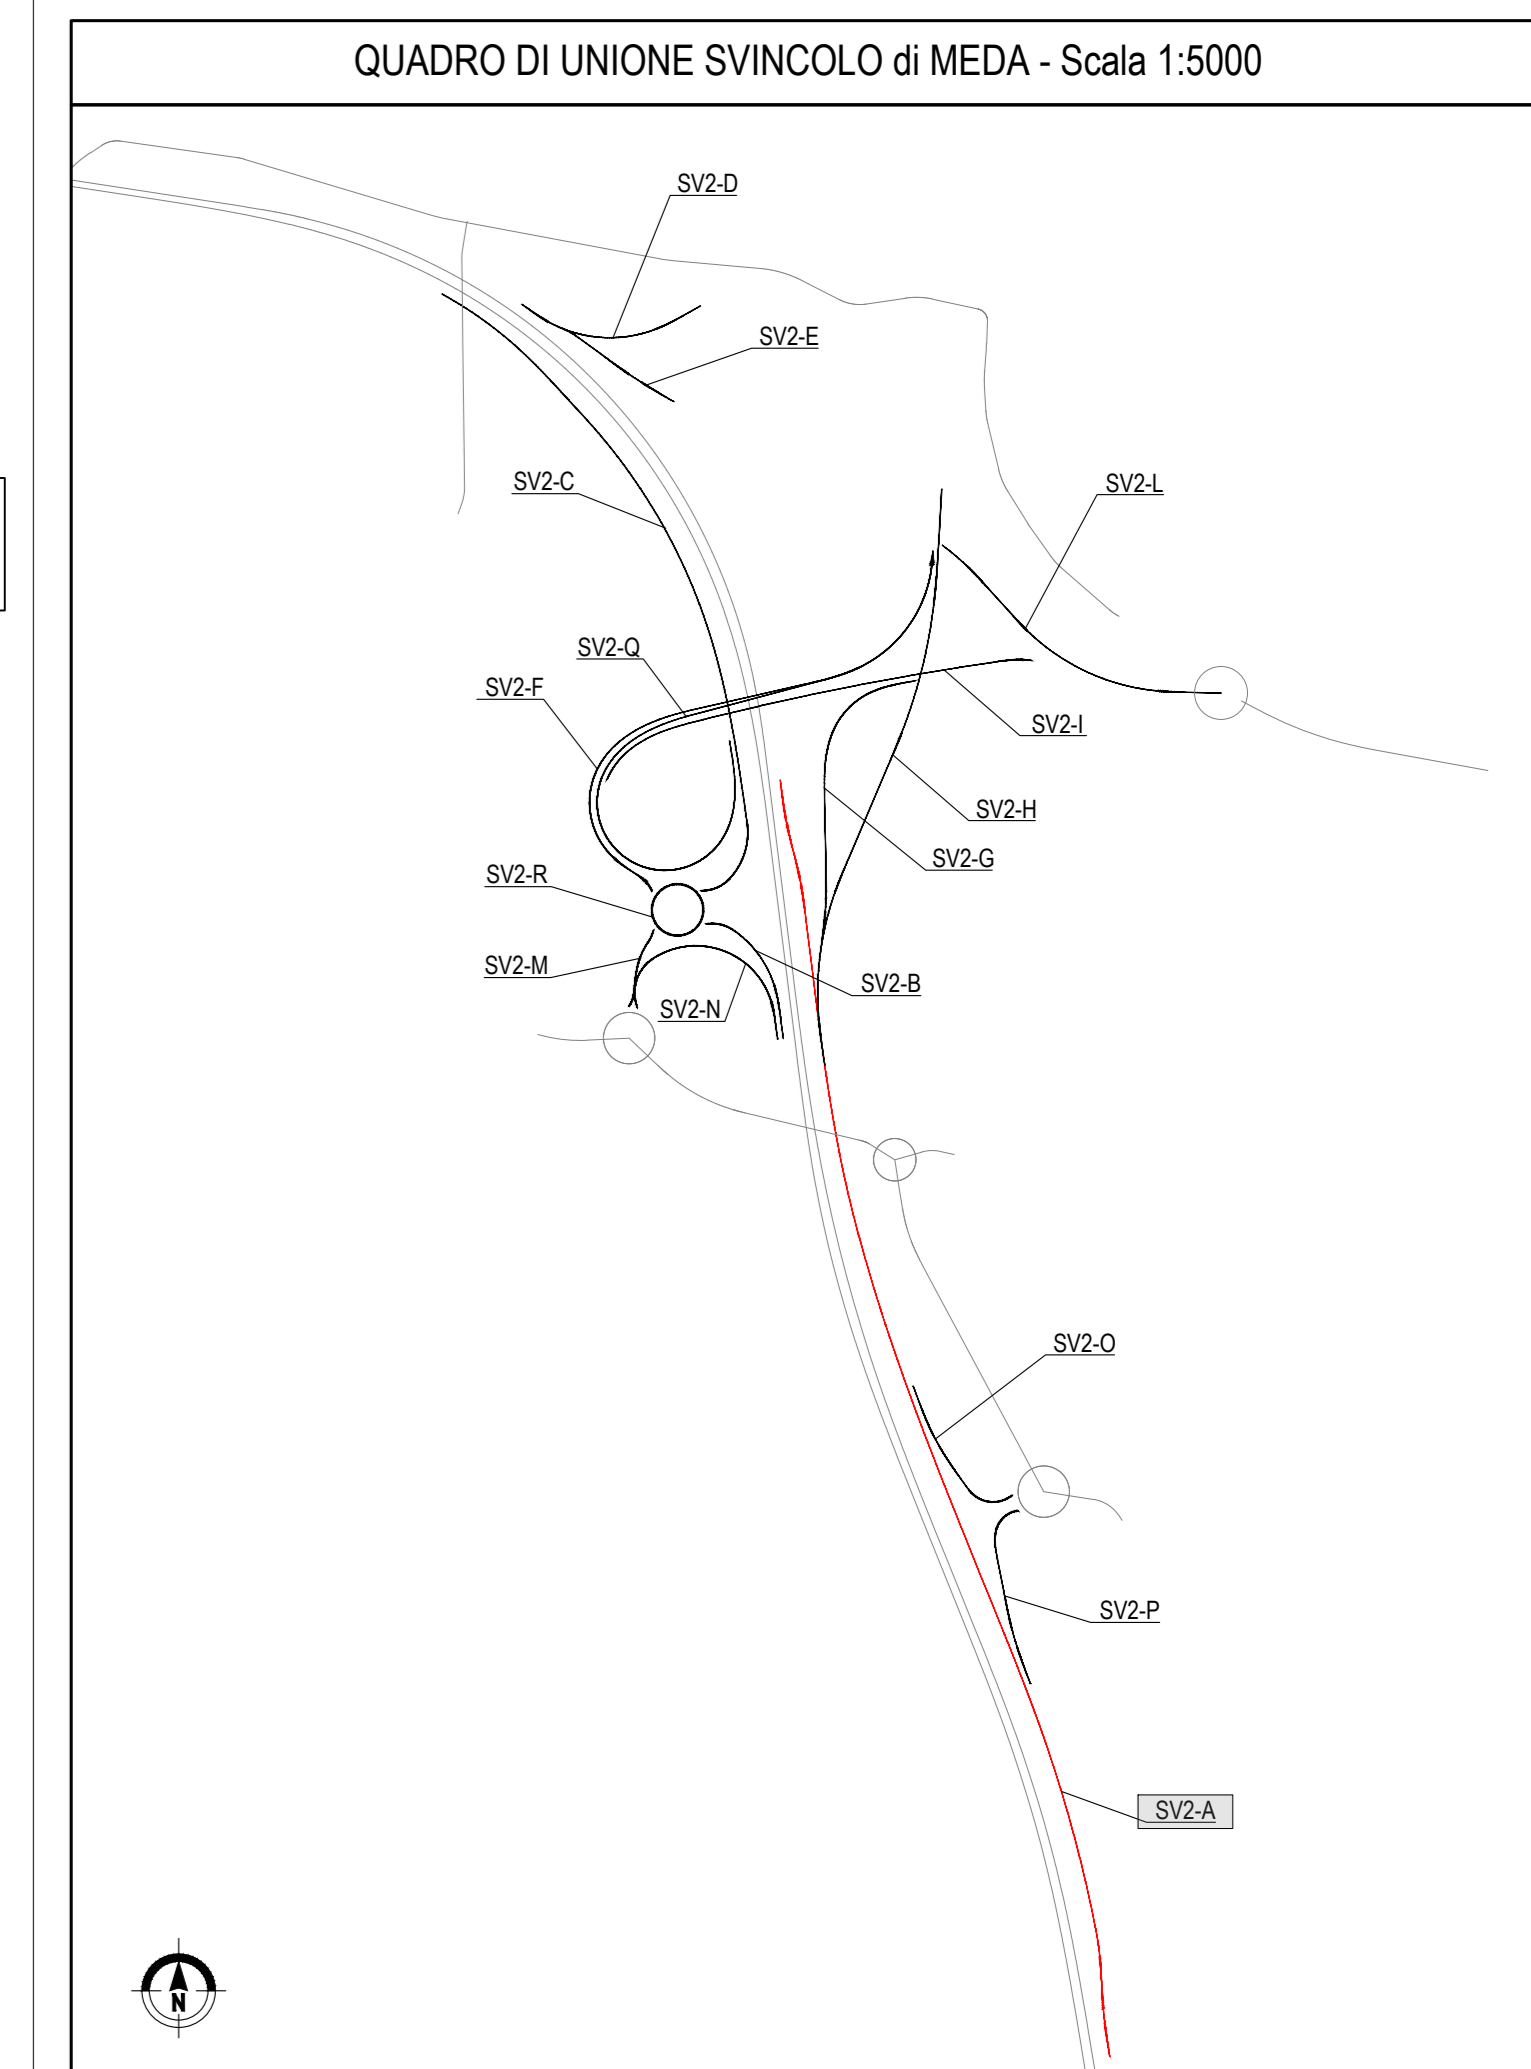 QUADRO DI UNIONE SVINCOLO di MEDA - Scala 1:5000
SV2-D
SV2-E
SV2-C
SV2-L
SV2-Q
SV2-F
SV2-I
SV2-H
SV2-G
SV2-R
SV2-M
SV2-B
SV2-N
SV2-O
SV2-P
SV2-A
N